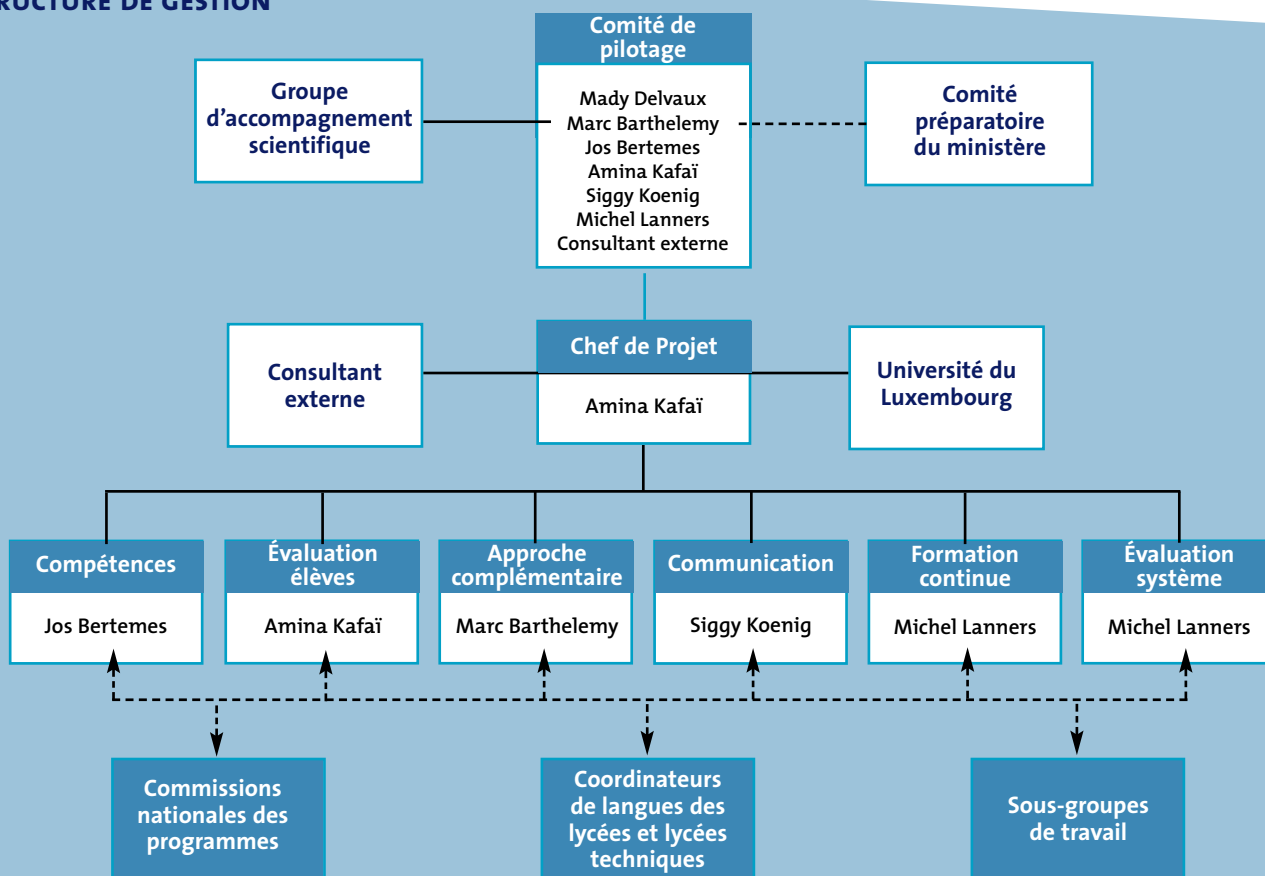 RUCTURE DE GESTION
Comité de
pilotage
Mady Delvaux
Marc Barthelemy
Jos Bertemes
Amina Kafaï
Siggy Koenig
Michel Lanners
Consultant externe
Groupe
d'accompagnement
scientifique
Comité
préparatoire
du ministère
Chef de Projet
Amina Kafaï
Consultant
externe
Université du
Luxembourg
Compétences
Jos Bertemes
Évaluation
élèves
Amina Kafaï
Approche
complémentaire
Marc Barthelemy
Communication
Siggy Koenig
Formation
continue
Michel Lanners
Évaluation
système
Michel Lanners
Commissions
nationales des
programmes
Coordinateurs
de langues des
lycées et lycées
techniques
Sous-groupes
de travail